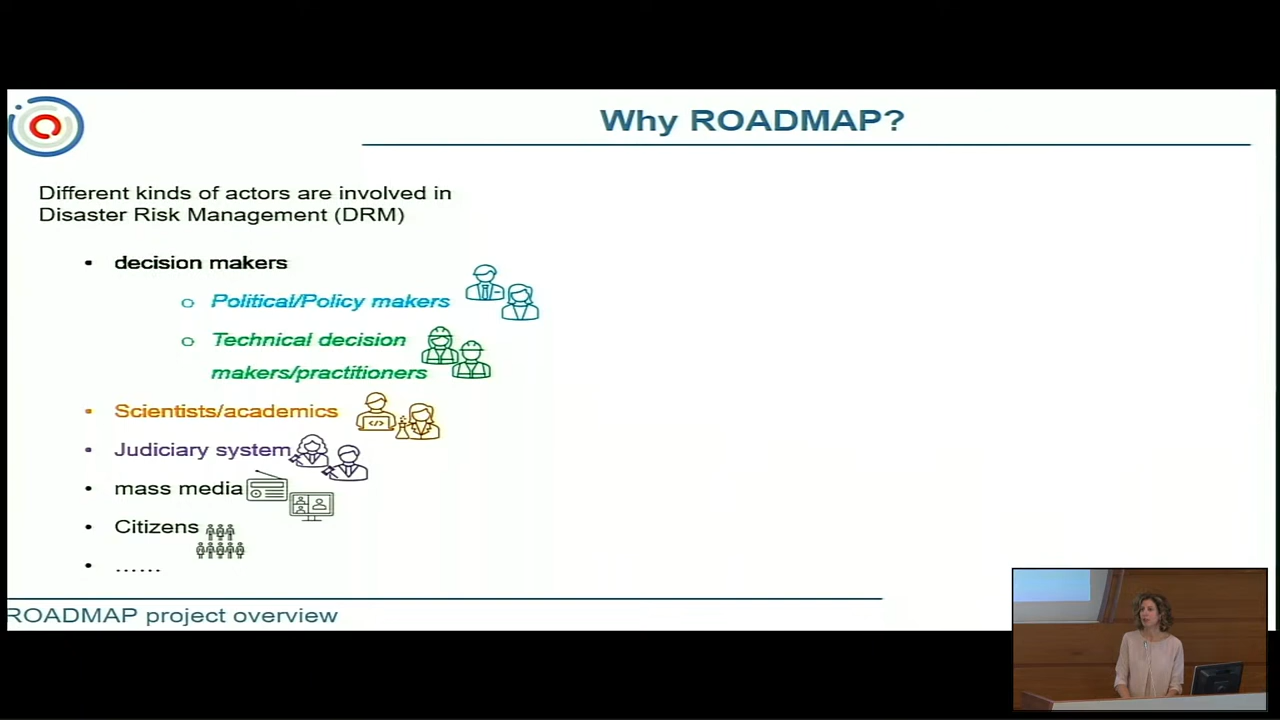 Why ROADMAP?
Different kinds of actors are involved in
Disaster Risk Management (DRM)
• decision makers
o Political/Policy makers
o Technical decision
makers/practitioners
• Scientists/academics
• Judiciary system
• mass media
• Citizens
• ......
ROADMAP project overview